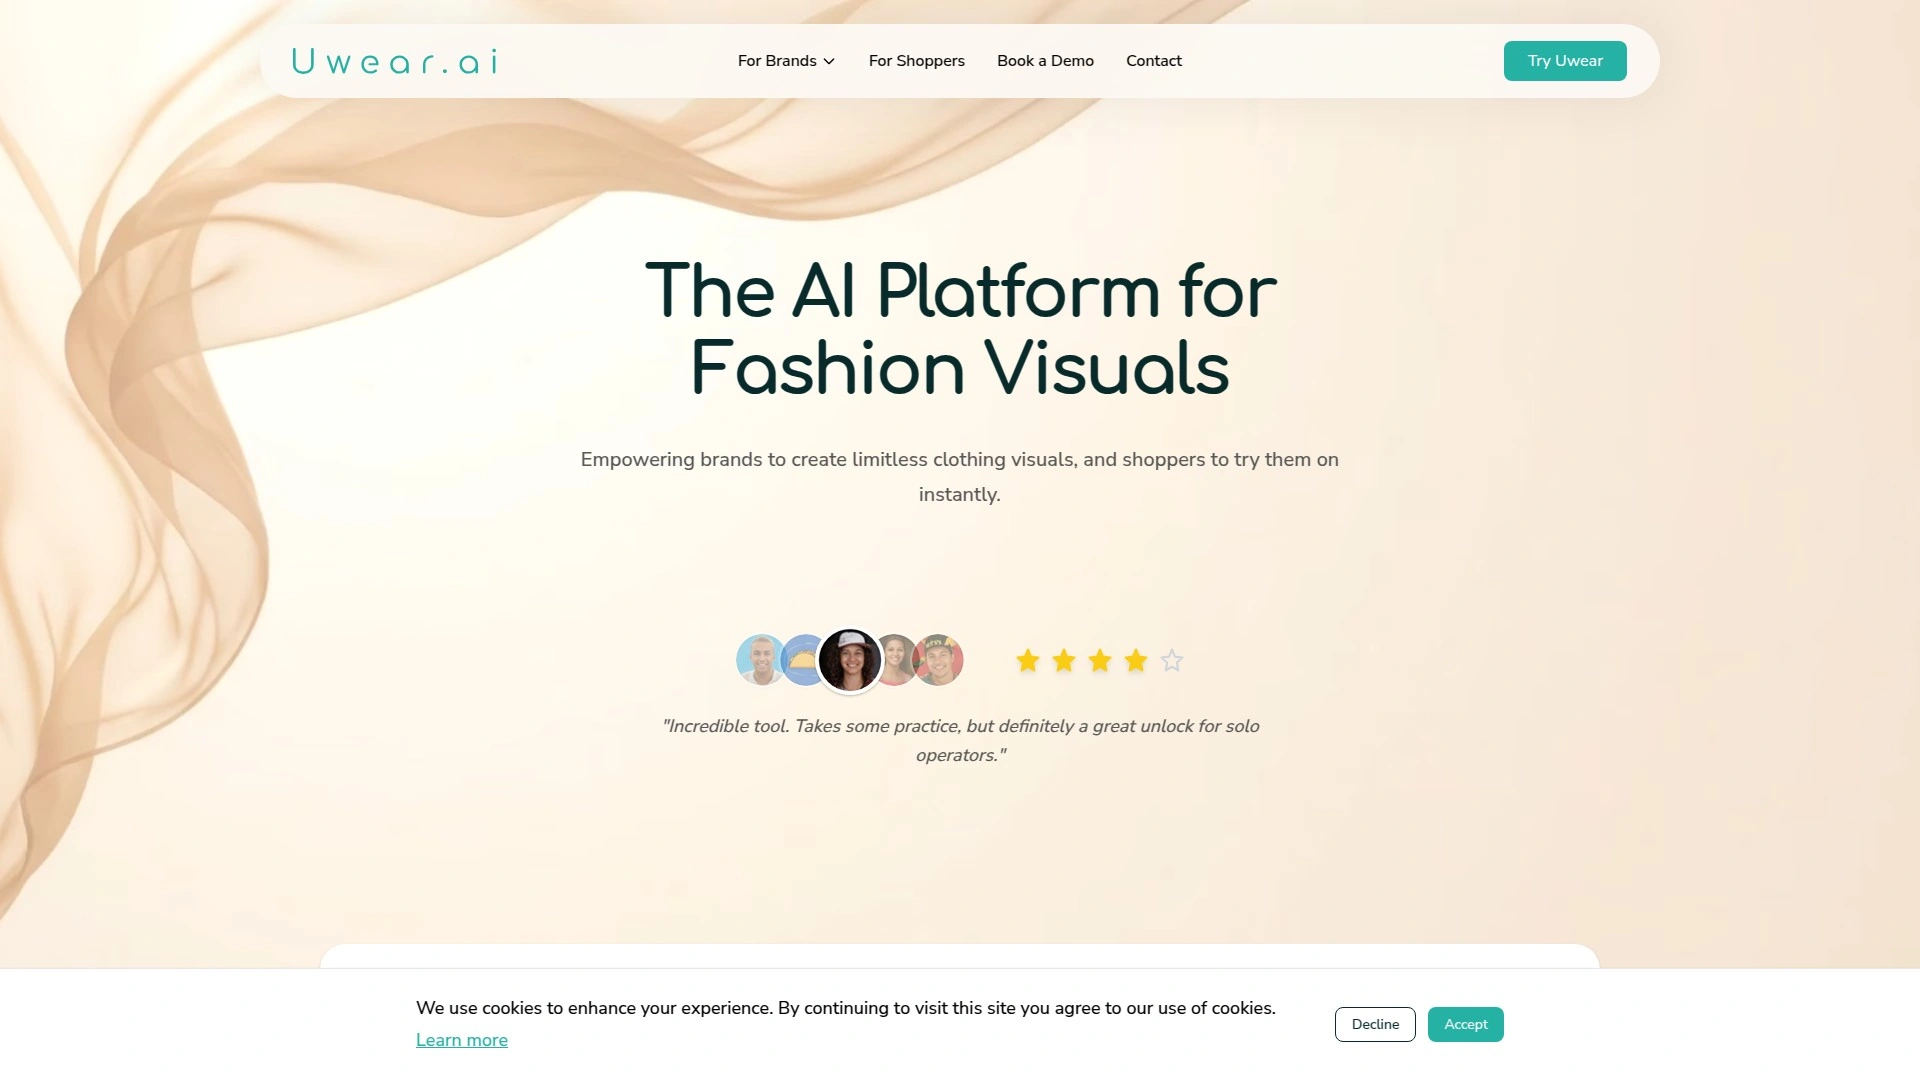 Uwear.ai
For Brands
For Shoppers
Book a Demo
Contact
Try Uwear
The AI Platform for
Fashion Visuals
Empowering brands to create limitless clothing visuals, and shoppers to try them on
instantly.
"Incredible tool. Takes some practice, but definitely a great unlock for solo
operators."
We use cookies to enhance your experience. By continuing to visit this site you agree to our use of cookies.
Learn more
Decline
Accept